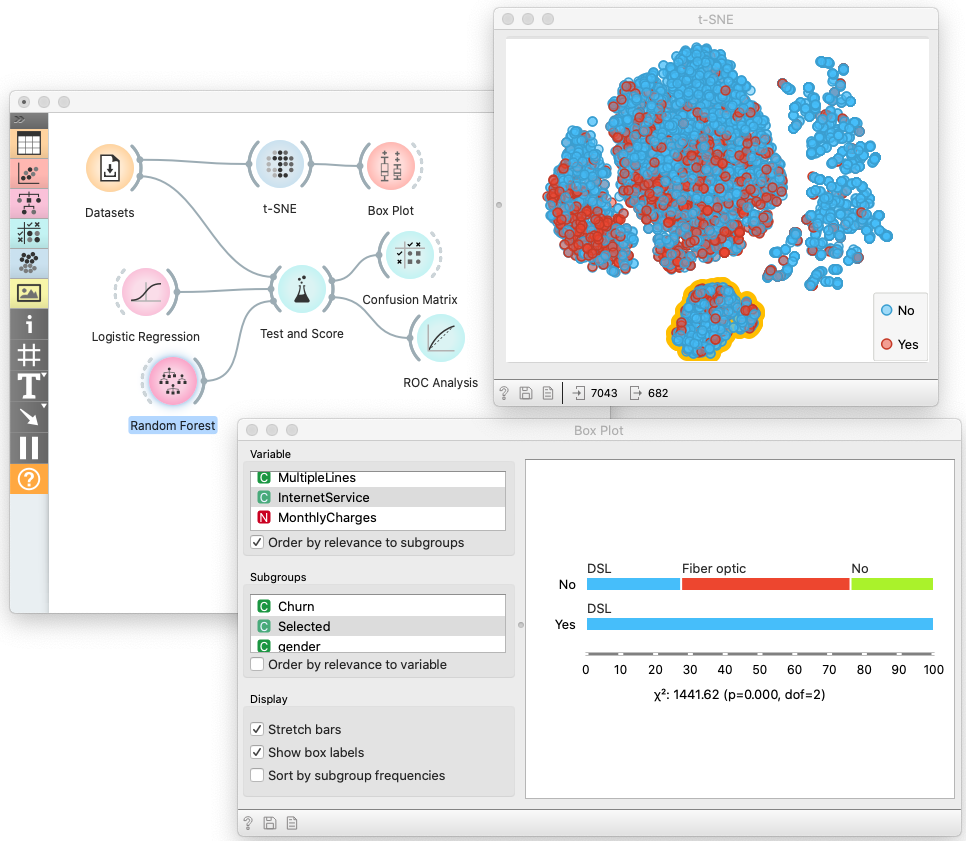 t-SNE
No
Yes
? 7043 682
Datasets
t-SNE
Box Plot
Logistic Regression
Test and Score
Confusion Matrix
ROC Analysis
Random Forest
Box Plot
Variable
C MultipleLines
C InternetService
N MonthlyCharges
Order by relevance to subgroups
Subgroups
C Churn
C Selected
C gender
Order by relevance to variable
Display
Stretch bars
Show box labels
Sort by subgroup frequencies
DSL Fiber optic No
No
DSL
Yes
0 10 20 30 40 50 60 70 80 90 100
χ²: 1441.62 (p=0.000, dof=2)
?